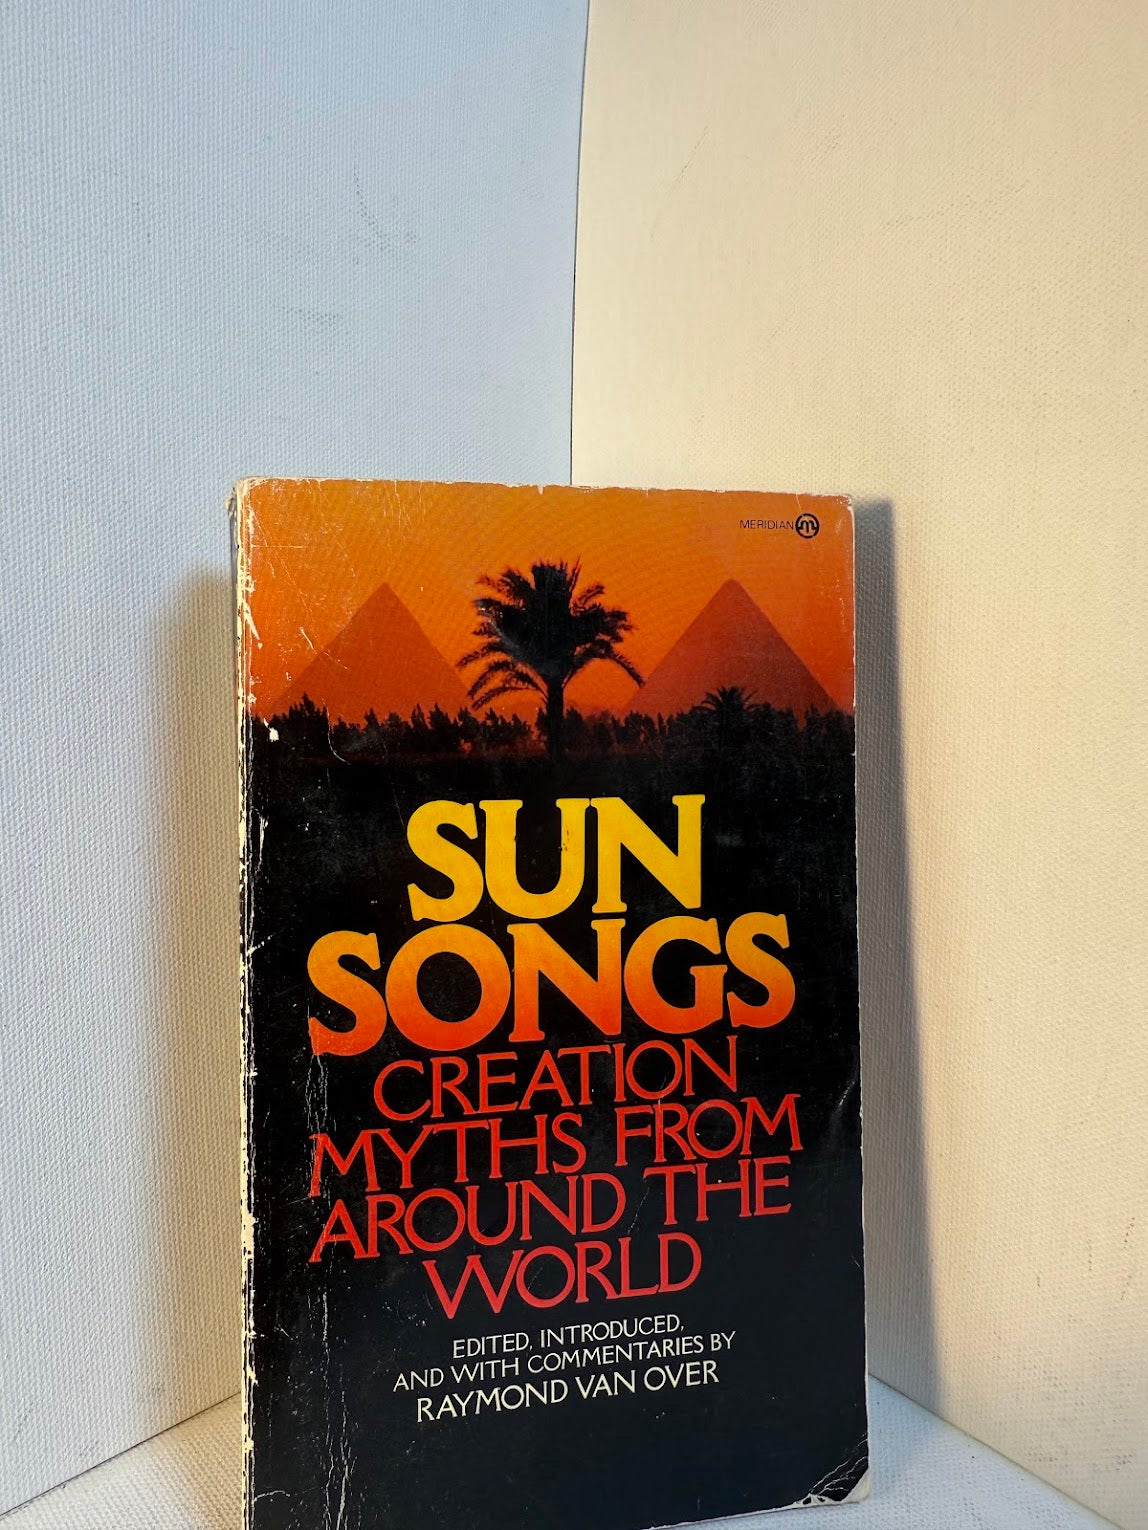 MERIDIAN
SUN
SONGS
CREATION
MYTHS FROM
AROUND THE
WORLD
EDITED, INTRODUCED,
AND WITH COMMENTARIES BY
RAYMOND VAN OVER